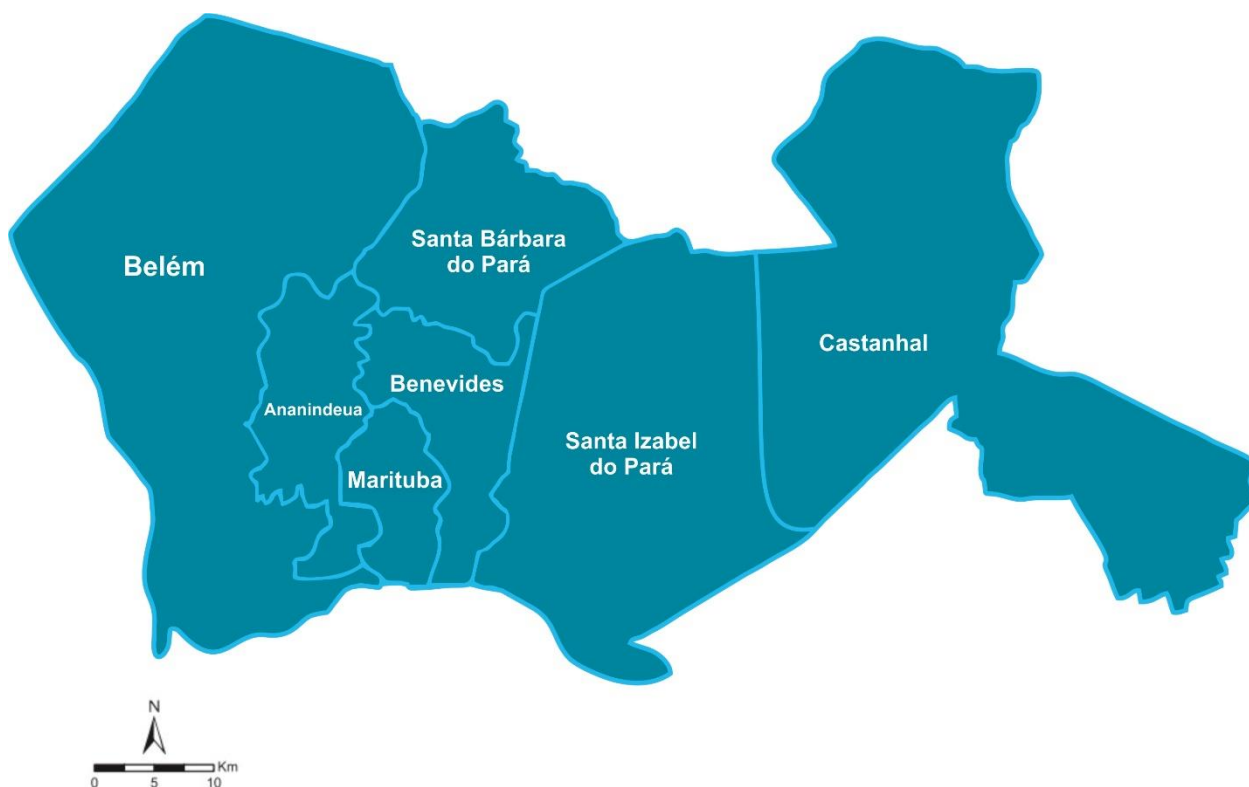 Santa Bárbara
do Pará
Belém
Castanhal
Benevides
Ananindeua
Santa Izabel
do Pará
Marituba
N
Km
0 5 10